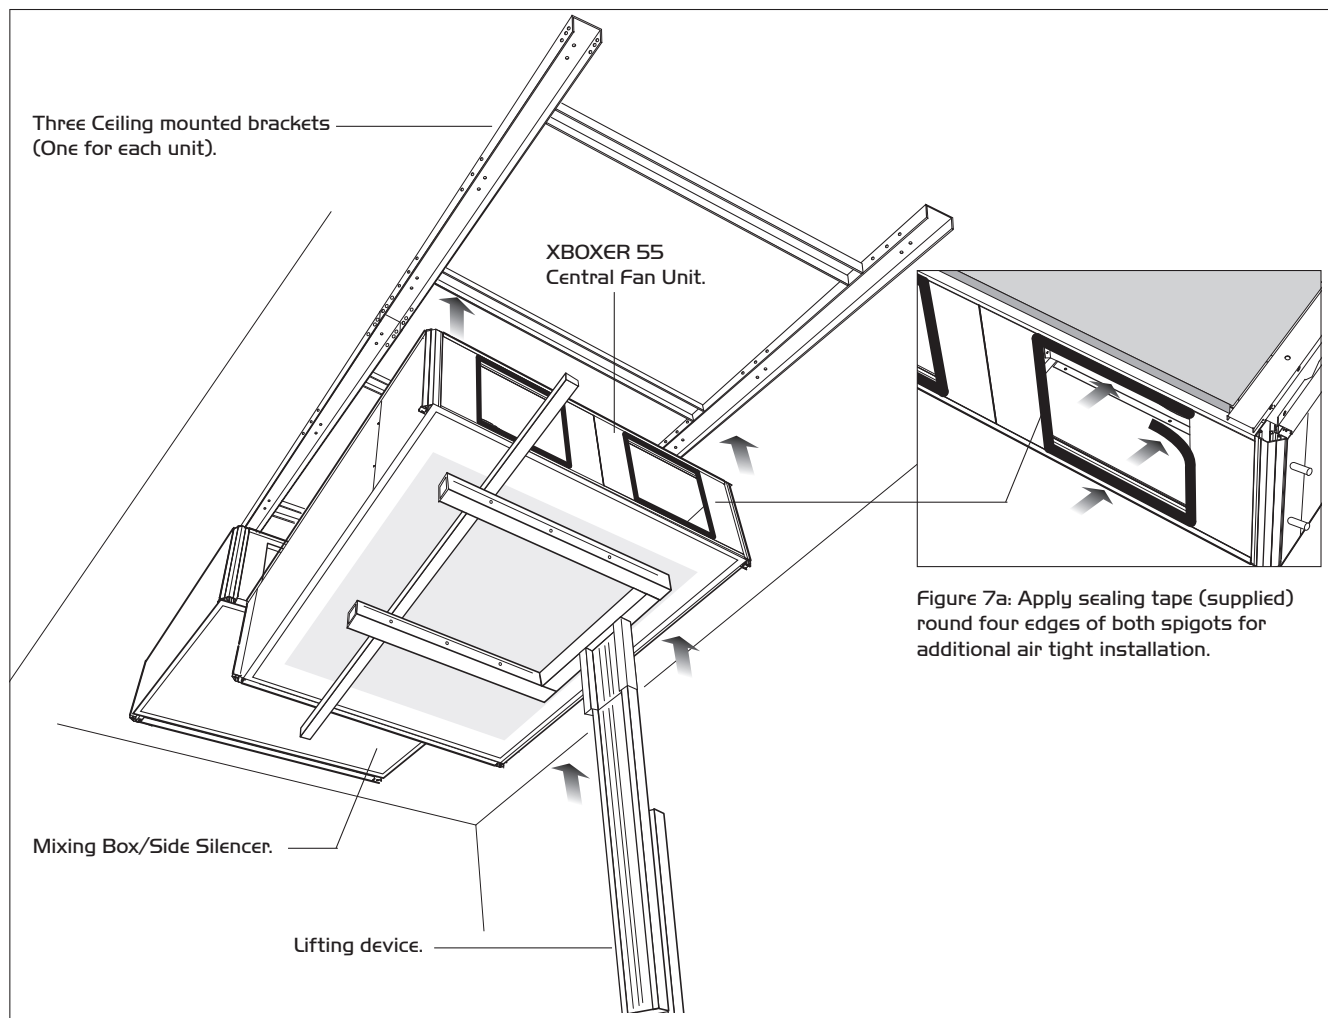 Three Ceiling mounted brackets
(One for each unit).
XBOXER 55
Central Fan Unit.
Figure 7a: Apply sealing tape (supplied)
round four edges of both spigots for
additional air tight installation.
Mixing Box/Side Silencer.
Lifting device.